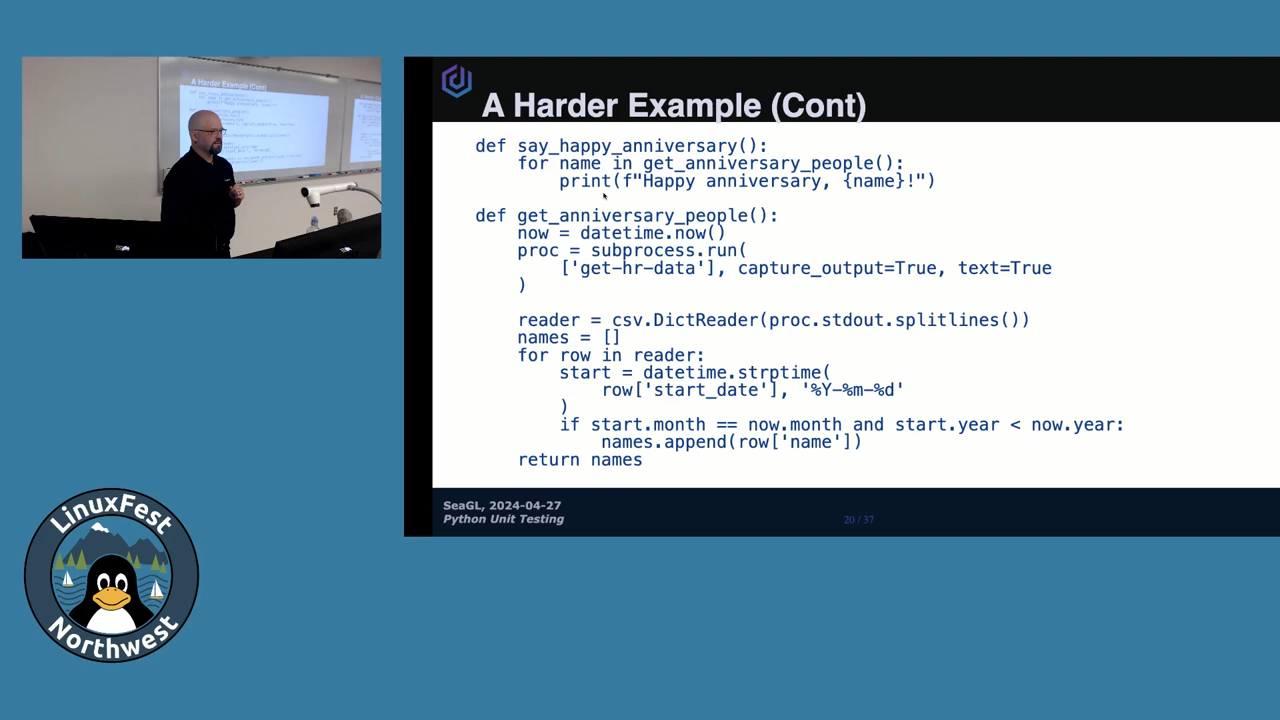 A Harder Example (Cont)
def say_happy_anniversary():
    for name in get_anniversary_people():
        print(f"Happy anniversary, {name}!")
def get_anniversary_people():
    now = datetime.now()
    proc = subprocess.run(
        ['get-hr-data'], capture_output=True, text=True
    )
    reader = csv.DictReader(proc.stdout.splitlines())
    names = []
    for row in reader:
        start = datetime.strptime(
            row['start_date'], '%Y-%m-%d'
        )
        if start.month == now.month and start.year < now.year:
            names.append(row['name'])
    return names
SeaGL, 2024-04-27
Python Unit Testing
20 / 37
A Harder Example (Cont)
LinuxFest
Northwest